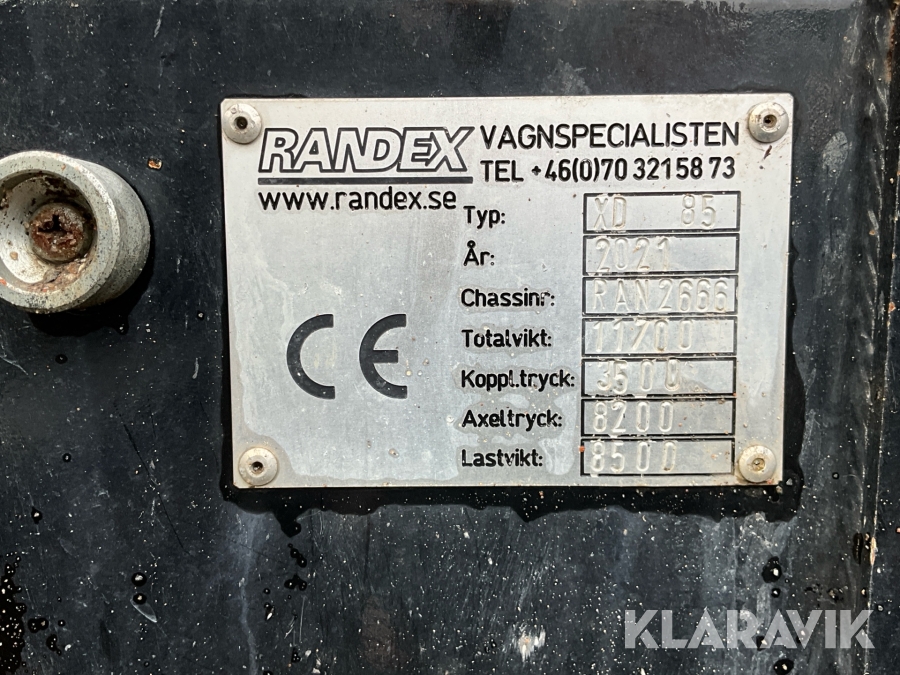 RANDEX VAGNSPECIALISTEN
TEL +46(0)70 321 58 73
www.randex.se
Typ: XD 85
År: 2021
Chassinr: RAN2666
Totalvikt: 11700
Koppl.tryck: 3500
Axeltryck: 8200
Lastvikt: 8500
CE
KLARAVIK